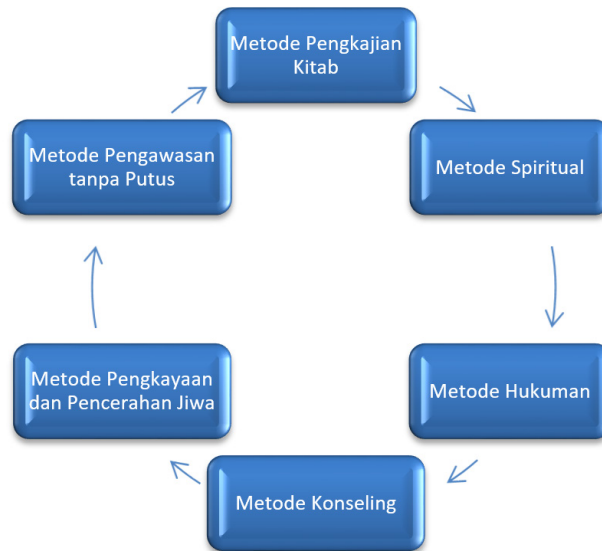 Metode Pengkajian
Kitab
Metode Spiritual
Metode Hukuman
Metode Konseling
Metode Pengkayaan
dan Pencerahan Jiwa
Metode Pengawasan
tanpa Putus